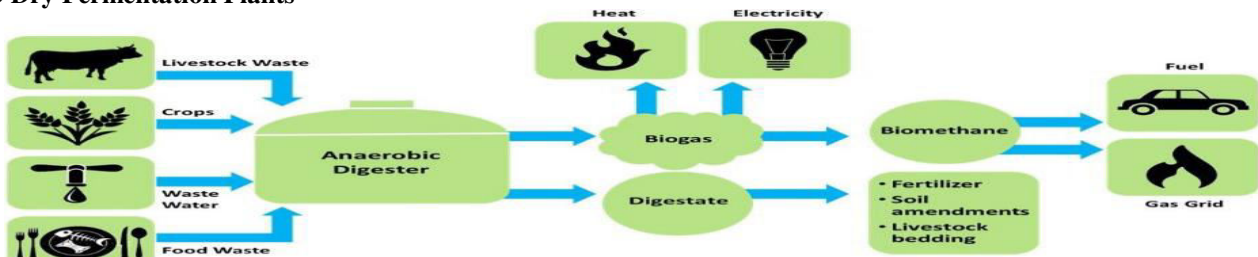 Dry Fermentation Plants
Heat
Electricity
Livestock Waste
Crops
Waste
Water
Food Waste
Anaerobic
Digester
Biogas
Digestate
Biomethane
• Fertilizer
• Soil
amendments
• Livestock
bedding
Fuel
Gas Grid